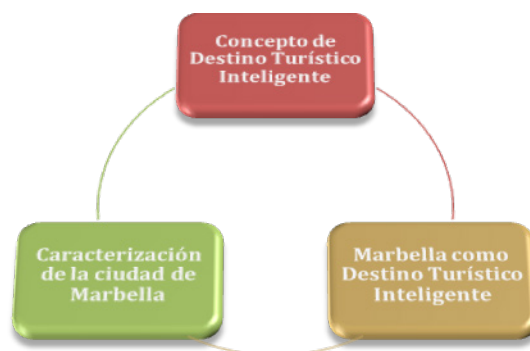 Concepto de
Destino Turístico
Inteligente
Caracterización
de la ciudad de
Marbella
Marbella como
Destino Turístico
Inteligente